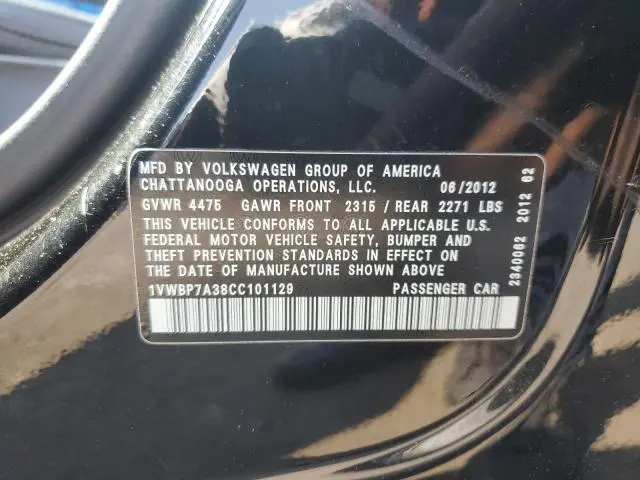 MFD BY VOLKSWAGEN GROUP OF AMERICA
CHATTANOOGA OPERATIONS, LLC. 06/2012
GVWR 4475 GAWR FRONT 2315 / REAR 2271 LBS
THIS VEHICLE CONFORMS TO ALL APPLICABLE U.S.
FEDERAL MOTOR VEHICLE SAFETY, BUMPER AND
THEFT PREVENTION STANDARDS IN EFFECT ON
THE DATE OF MANUFACTURE SHOWN ABOVE
1VWBP7A38CC101129 PASSENGER CAR
2340062 2012 62